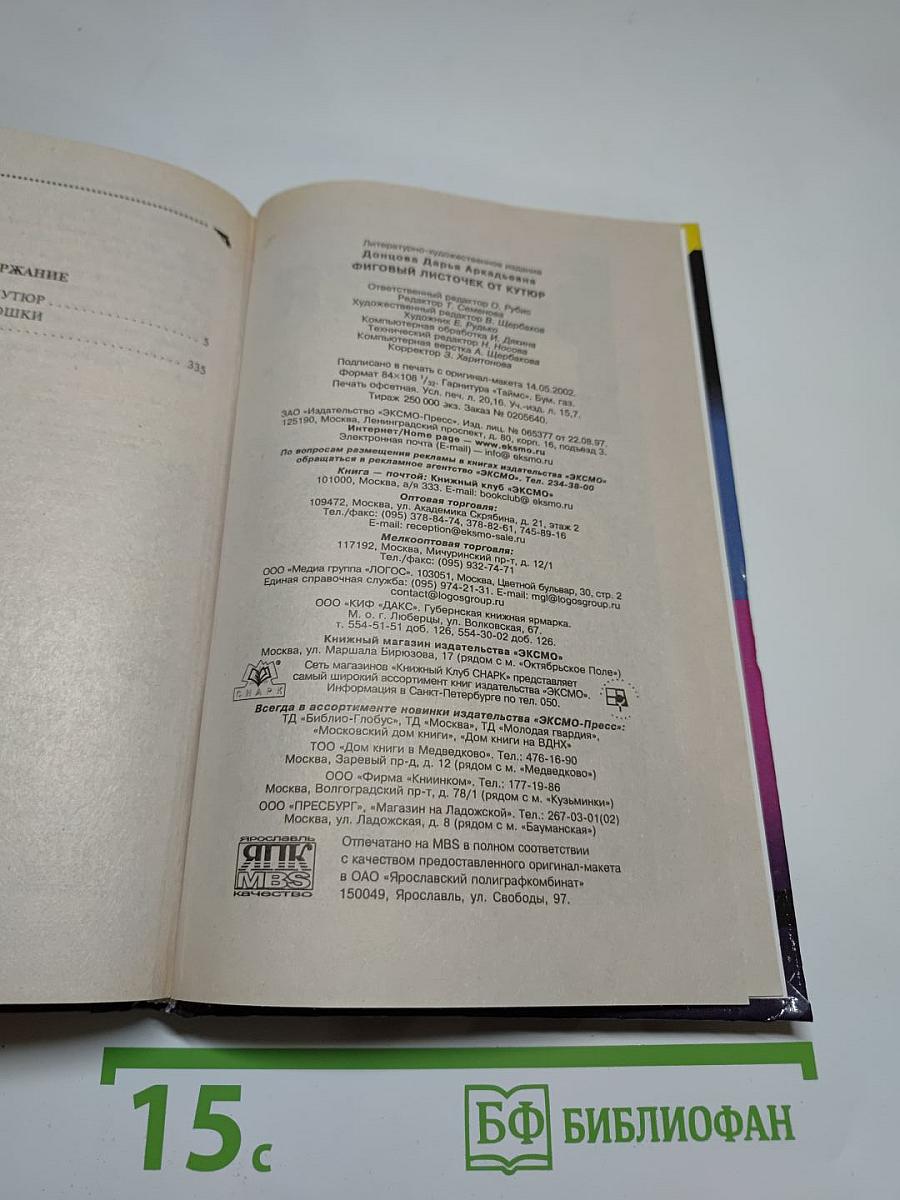 РЖАНИЕ
УТЮР
5
ОШКИ
335
Литературно-художественное издание
Донцова Дарья Аркадьевна
ФИГОВЫЙ ЛИСТОЧЕК ОТ КУТЮР
Ответственный редактор О. Рубис
Редактор Т. Семенова
Художественный редактор В. Щербаков
Художник Е. Рудько
Компьютерная обработка И. Дякина
Технический редактор Н. Носова
Компьютерная верстка А. Щербакова
Корректор З. Харитонова
Подписано в печать с оригинал-макета 14.05.2002.
Формат 84×108 1/32. Гарнитура «Таймс». Бум. газ.
Печать офсетная. Усл. печ. л. 20,16. Уч.-изд. л. 15,7.
Тираж 250 000 экз. Заказ № 0205640.
ЗАО «Издательство «ЭКСМО-Пресс». Изд. лиц. № 065377 от 22.08.97.
125190, Москва, Ленинградский проспект, д. 80, корп. 16, подъезд 3.
Интернет/Home page — www.eksmo.ru
Электронная почта (E-mail) — info@ eksmo.ru
По вопросам размещения рекламы в книгах издательства «ЭКСМО»
обращаться в рекламное агентство «ЭКСМО». Тел. 234-38-00
Книга — почтой: Книжный клуб «ЭКСМО»
101000, Москва, а/я 333. E-mail: bookclub@ eksmo.ru
Оптовая торговля:
109472, Москва, ул. Академика Скрябина, д. 21, этаж 2
Тел./факс: (095) 378-84-74, 378-82-61, 745-89-16
E-mail: reception@eksmo-sale.ru
Мелкооптовая торговля:
117192, Москва, Мичуринский пр-т, д. 12/1
Тел./факс: (095) 932-74-71
ООО «Медиа группа «ЛОГОС». 103051, Москва, Цветной бульвар, 30, стр. 2
Единая справочная служба: (095) 974-21-31. E-mail: mgl@logosgroup.ru
contact@logosgroup.ru
ООО «КИФ «ДАКС». Губернская книжная ярмарка.
М. о. г. Люберцы, ул. Волковская, 67.
т. 554-51-51 доб. 126, 554-30-02 доб. 126.
Книжный магазин издательства «ЭКСМО»
Москва, ул. Маршала Бирюзова, 17 (рядом с м. «Октябрьское Поле»)
СНАРК
Сеть магазинов «Книжный Клуб СНАРК» представляет
самый широкий ассортимент книг издательства «ЭКСМО».
Информация в Санкт-Петербурге по тел. 050.
Всегда в ассортименте новинки издательства «ЭКСМО-Пресс»:
ТД «Библио-Глобус», ТД «Москва», ТД «Молодая гвардия»,
«Московский дом книги», «Дом книги на ВДНХ»
ТОО «Дом книги в Медведково». Тел.: 476-16-90
Москва, Заревый пр-д, д. 12 (рядом с м. «Медведково»)
ООО «Фирма «Книинком». Тел.: 177-19-86
Москва, Волгоградский пр-т, д. 78/1 (рядом с м. «Кузьминки»)
ООО «ПРЕСБУРГ», «Магазин на Ладожской». Тел.: 267-03-01(02)
Москва, ул. Ладожская, д. 8 (рядом с м. «Бауманская»)
ЯРОСЛАВЛЬ
ЯПК
MBS
КАЧЕСТВО
Отпечатано на MBS в полном соответствии
с качеством предоставленного оригинал-макета
в ОАО «Ярославский полиграфкомбинат»
150049, Ярославль, ул. Свободы, 97.
15 с
БФ БИБЛИОФАН